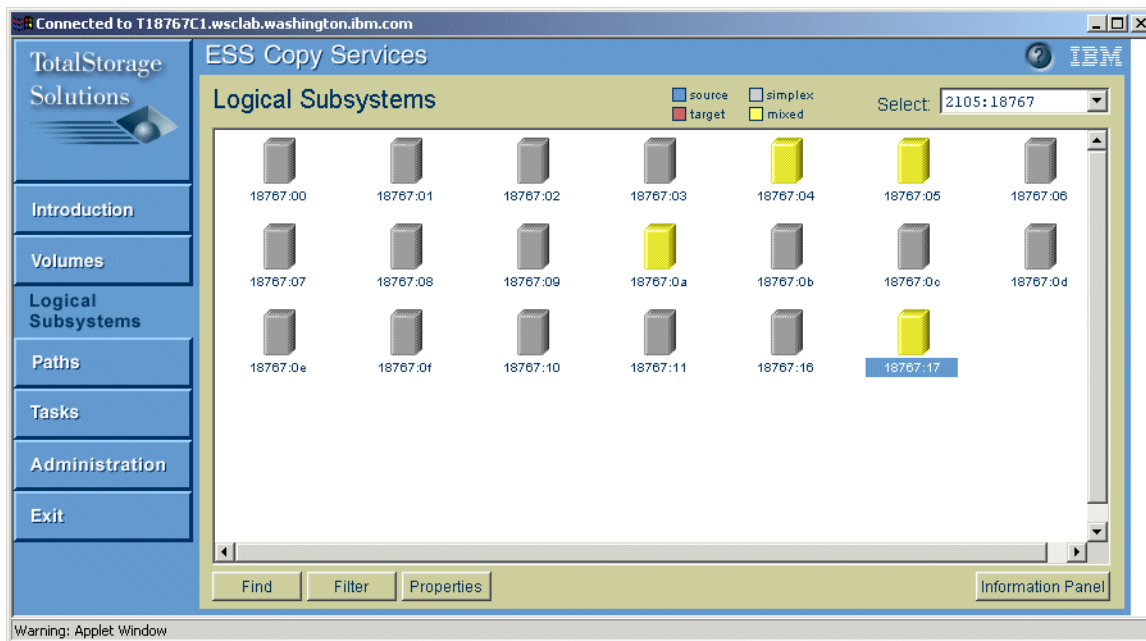 Connected to T18767C1.wsclab.washington.ibm.com
TotalStorage
Solutions
ESS Copy Services
? IBM
Logical Subsystems
source
simplex
target
mixed
Select: 2105:18767
18767:00 18767:01 18767:02 18767:03 18767:04 18767:05 18767:06
18767:07 18767:08 18767:09 18767:0a 18767:0b 18767:0c 18767:0d
18767:0e 18767:0f 18767:10 18767:11 18767:16 18767:17
Introduction
Volumes
Logical
Subsystems
Paths
Tasks
Administration
Exit
Find Filter Properties Information Panel
Warning: Applet Window